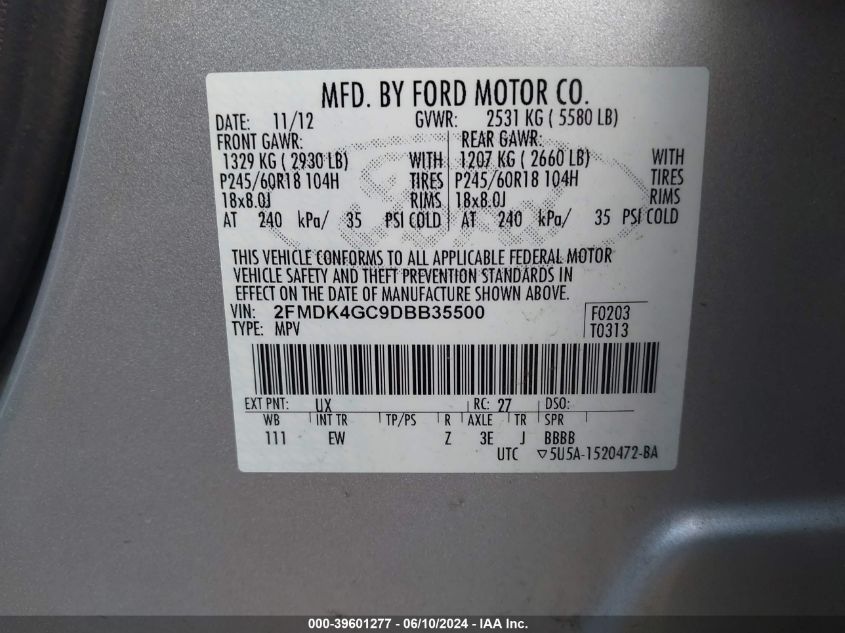 MFD. BY FORD MOTOR CO.
DATE: 11/12 GVWR: 2531 KG ( 5580 LB)
FRONT GAWR: REAR GAWR:
1329 KG ( 2930 LB) WITH 1207 KG ( 2660 LB) WITH
P245/60R18 104H TIRES P245/60R18 104H TIRES
18x8.0J RIMS 18x8.0J RIMS
AT 240 kPa/ 35 PSI COLD AT 240 kPa/ 35 PSI COLD
THIS VEHICLE CONFORMS TO ALL APPLICABLE FEDERAL MOTOR
VEHICLE SAFETY AND THEFT PREVENTION STANDARDS IN
EFFECT ON THE DATE OF MANUFACTURE SHOWN ABOVE.
VIN: 2FMDK4GC9DBB35500 F0203
TYPE: MPV T0313
EXT PNT: UX RC: 27 DSO:
WB INT TR TP/PS R AXLE TR SPR
111 EW Z 3E J BBBB
UTC ▽5U5A-1520472-BA
000-39601277 - 06/10/2024 - IAA Inc.